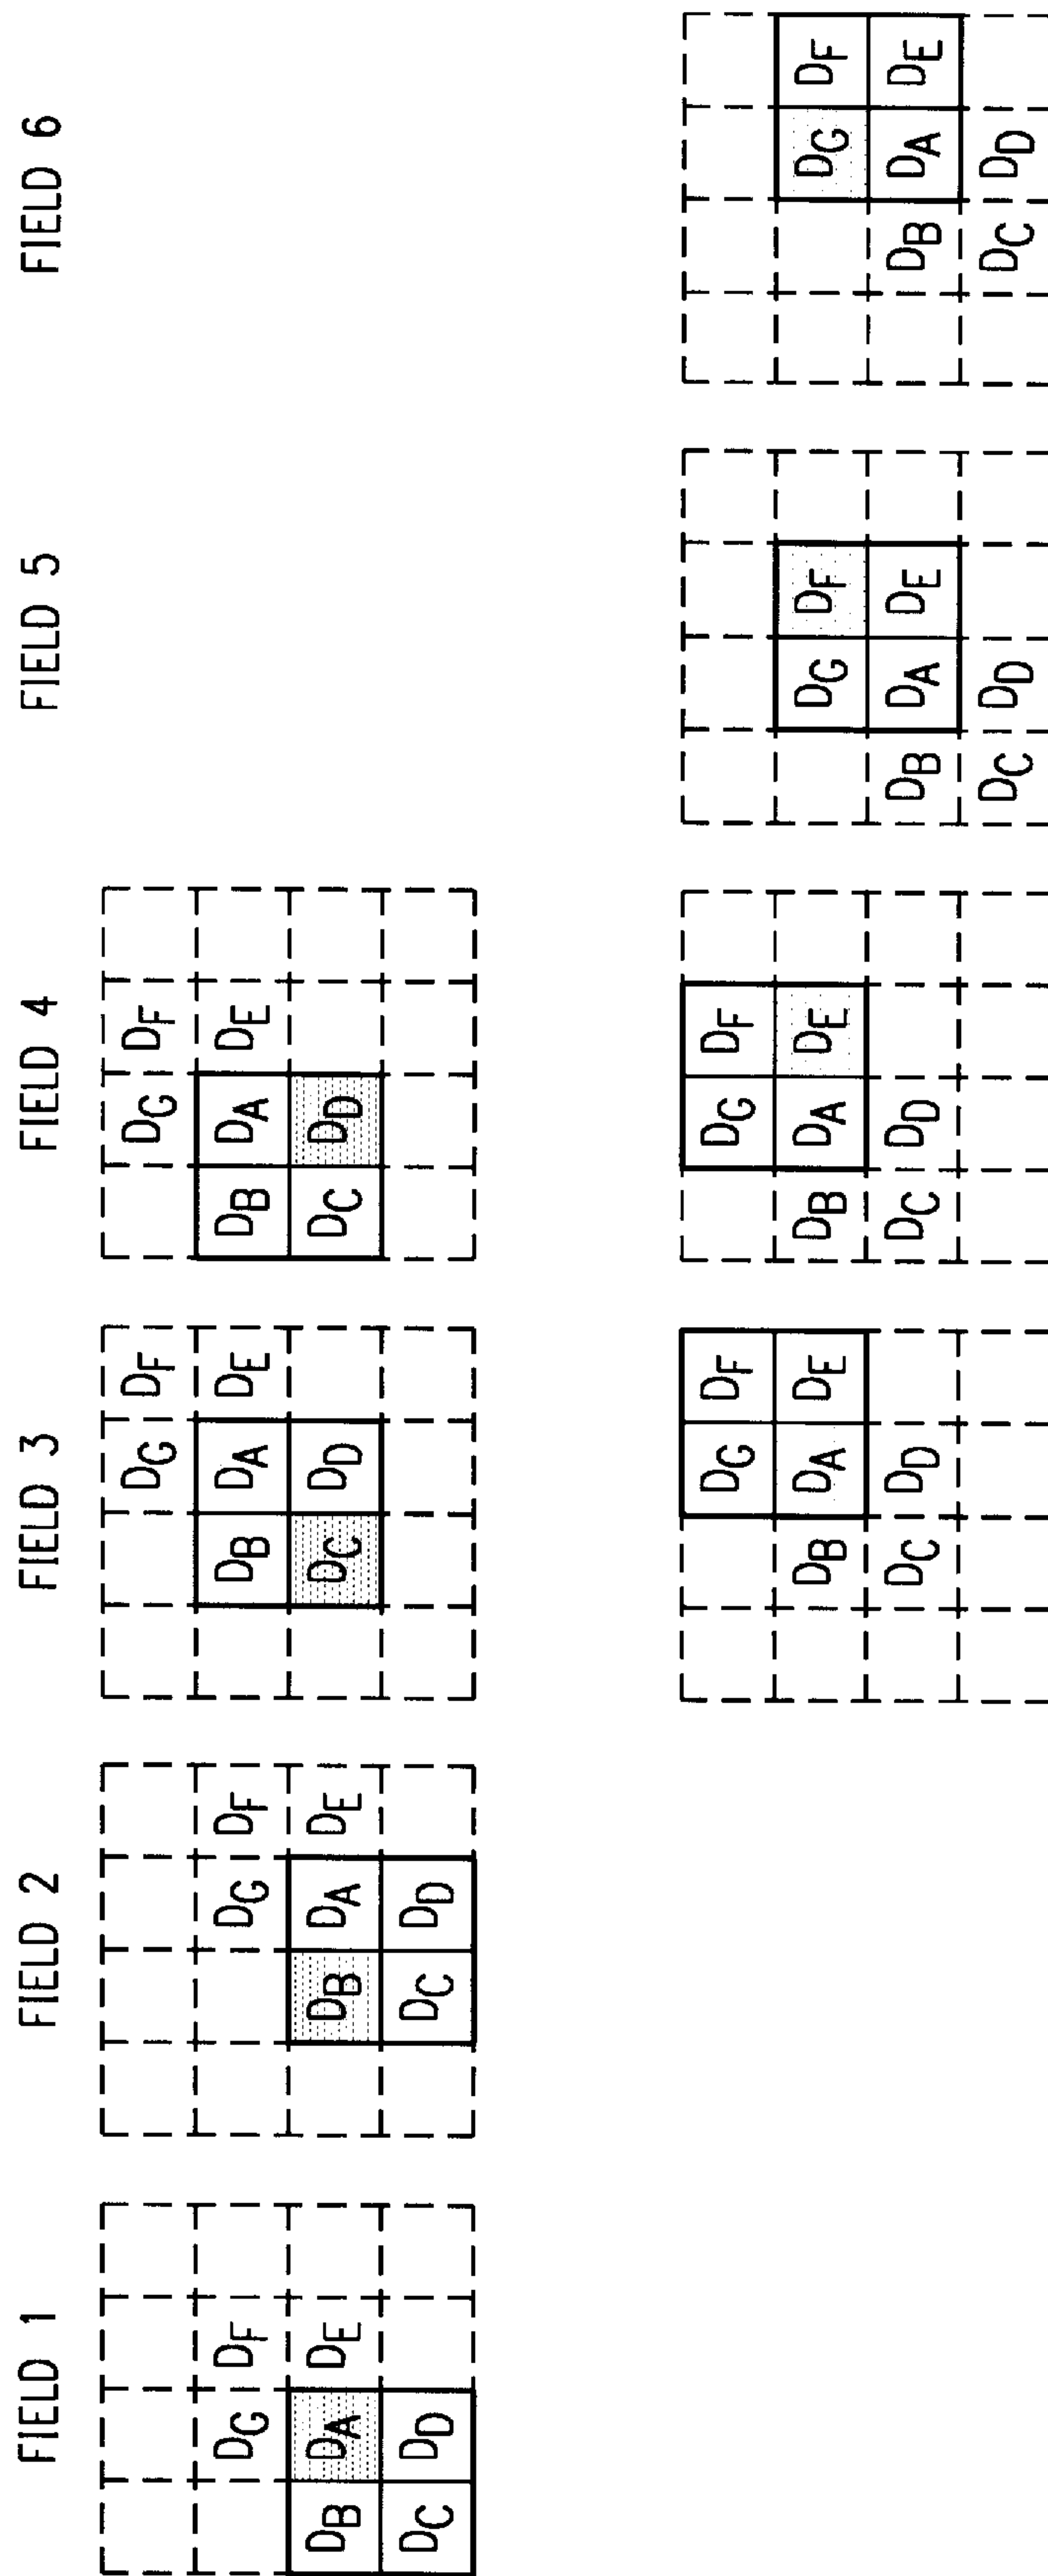 FIELD 1 FIELD 2 FIELD 3 FIELD 4 FIELD 5 FIELD 6
DG DF DG DF
DG DF DG DF DB DA DE DB DA DE
DB DA DE DB DA DE DC DD DC DD
DC DD DC DD
DG DF DG DF
DB DA DE DB DA DE DG DF DG DF
DC DD DC DD DB DA DE DB DA DE
DC DD DC DD